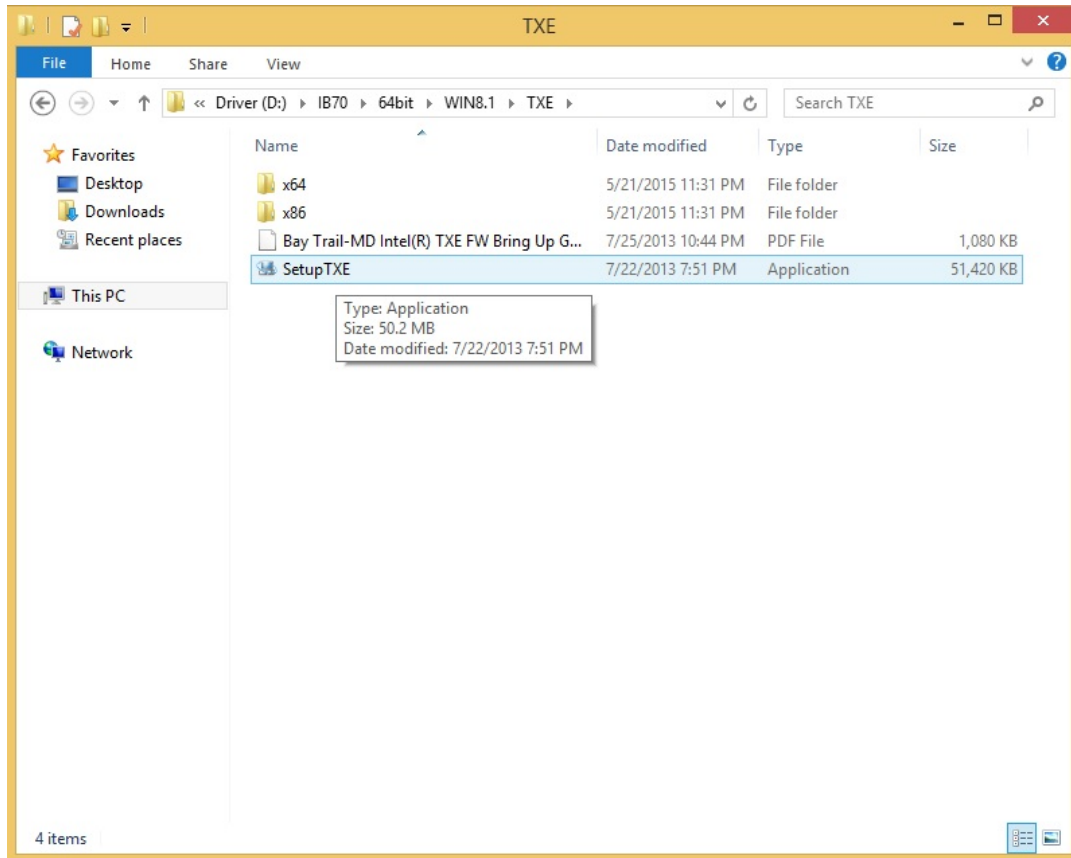 TXE
File Home Share View
« Driver (D:) IB70 64bit WIN8.1 TXE Search TXE
Favorites
Desktop
Downloads
Recent places
This PC
Network
Name Date modified Type Size
x64 5/21/2015 11:31 PM File folder
x86 5/21/2015 11:31 PM File folder
Bay Trail-MD Intel(R) TXE FW Bring Up G... 7/25/2013 10:44 PM PDF File 1,080 KB
SetupTXE 7/22/2013 7:51 PM Application 51,420 KB
Type: Application
Size: 50.2 MB
Date modified: 7/22/2013 7:51 PM
4 items